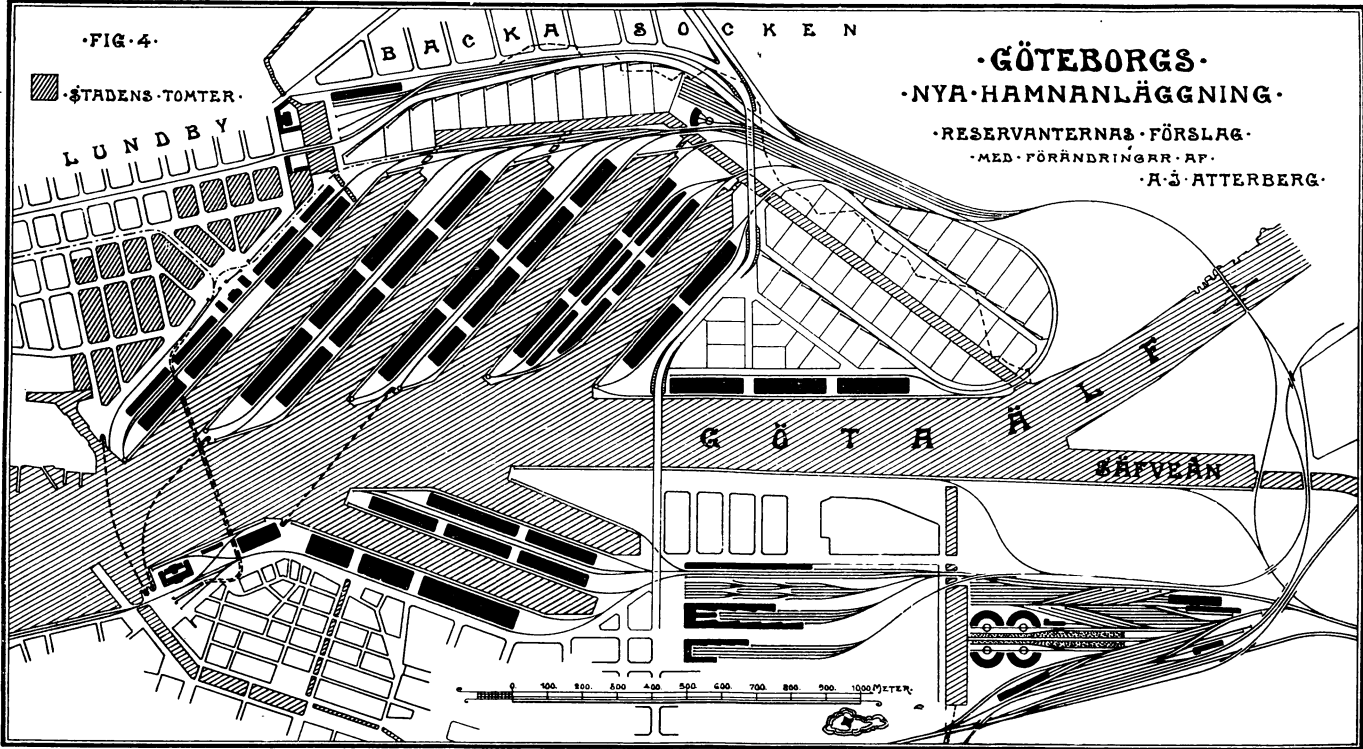 ·FIG·4·
BACKA SOCKEN
·GÖTEBORGS·
·NYA·HAMNANLÄGGNING·
·STADENS·TOMTER·
LUNDBY
·RESERVANTERNAS·FÖRSLAG·
·MED·FÖRÄNDRINGAR·AF·
·A·J·ATTERBERG·
GÖTA ÄLF
SÄFVEÅN
0. 100. 200. 300. 400. 500. 600. 700. 800. 900. 1000 METER.